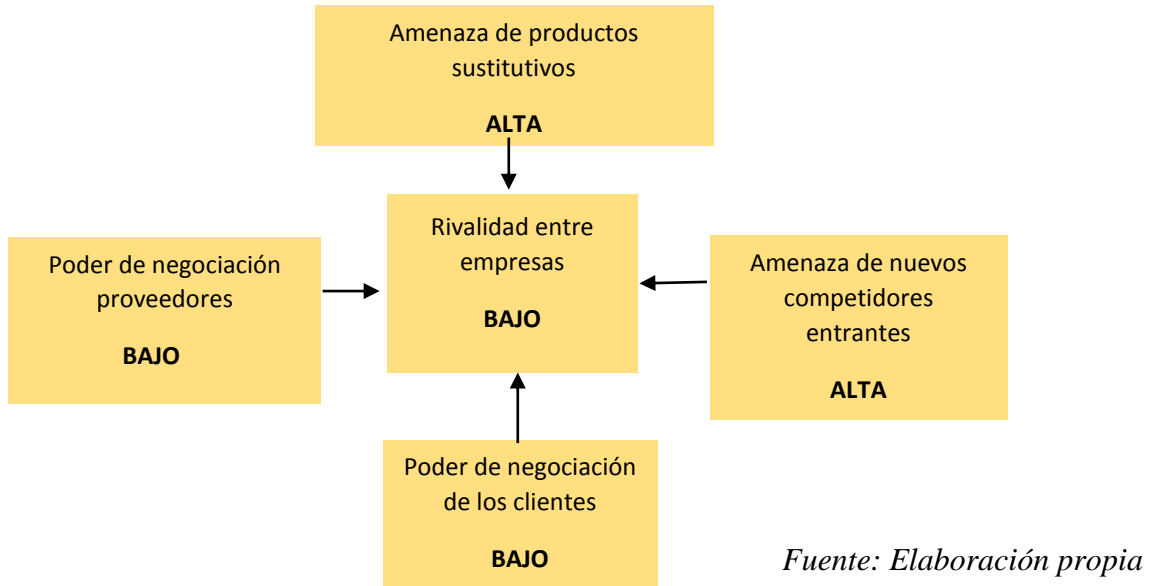 Amenaza de productos
sustitutivos
ALTA
Rivalidad entre
empresas
BAJO
Poder de negociación
proveedores
BAJO
Amenaza de nuevos
competidores
entrantes
ALTA
Poder de negociación
de los clientes
BAJO
Fuente: Elaboración propia